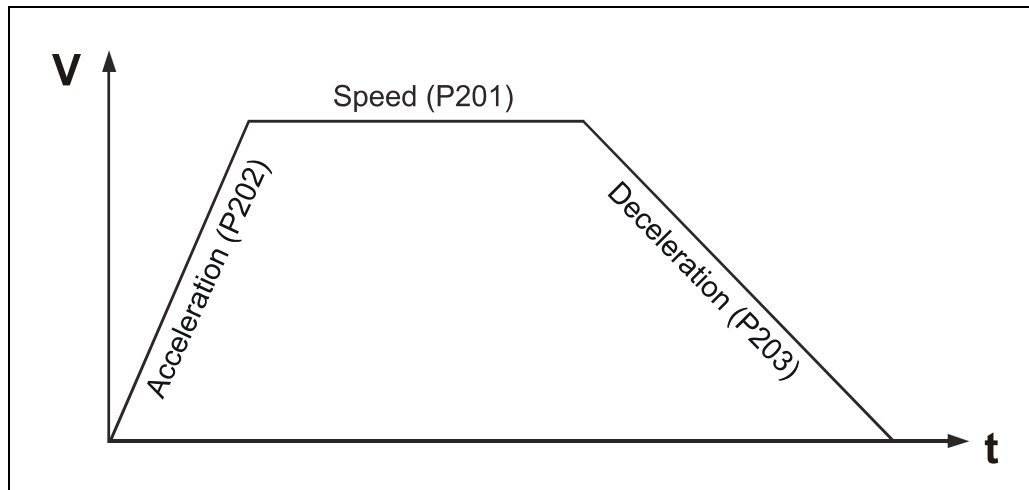 V
Speed (P201)
Acceleration (P202)
Deceleration (P203)
t